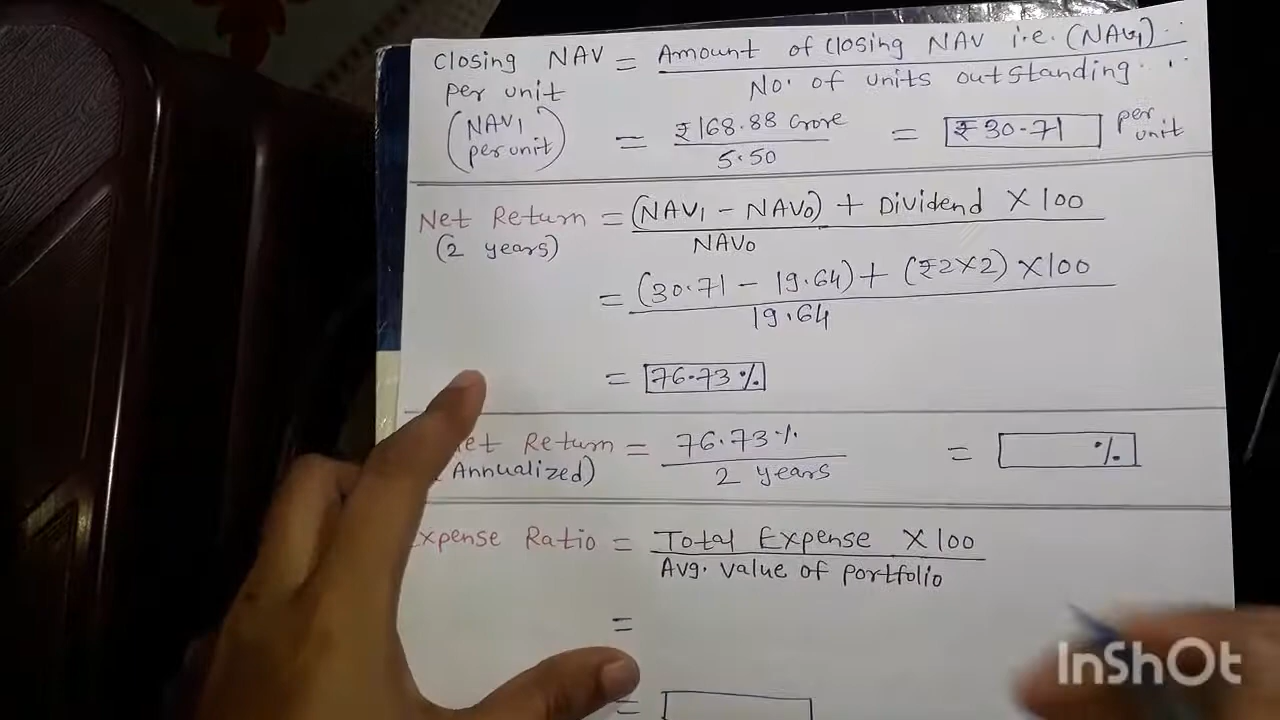 Closing NAV = Amount of closing NAV i.e. (NAV1)
per unit No. of units outstanding
(NAV1 per unit) = ₹168.88 Crore / 5.50 = ₹30.71 per unit
Net Return = (NAV1 - NAV0) + Dividend X 100
(2 years) NAV0
= (30.71 - 19.64) + (₹2X2) X100
19.64
= 76.73%
et Return = 76.73% = %
Annualized) 2 years
xpense Ratio = Total Expense X 100
Avg. value of portfolio
=
=
InShOt